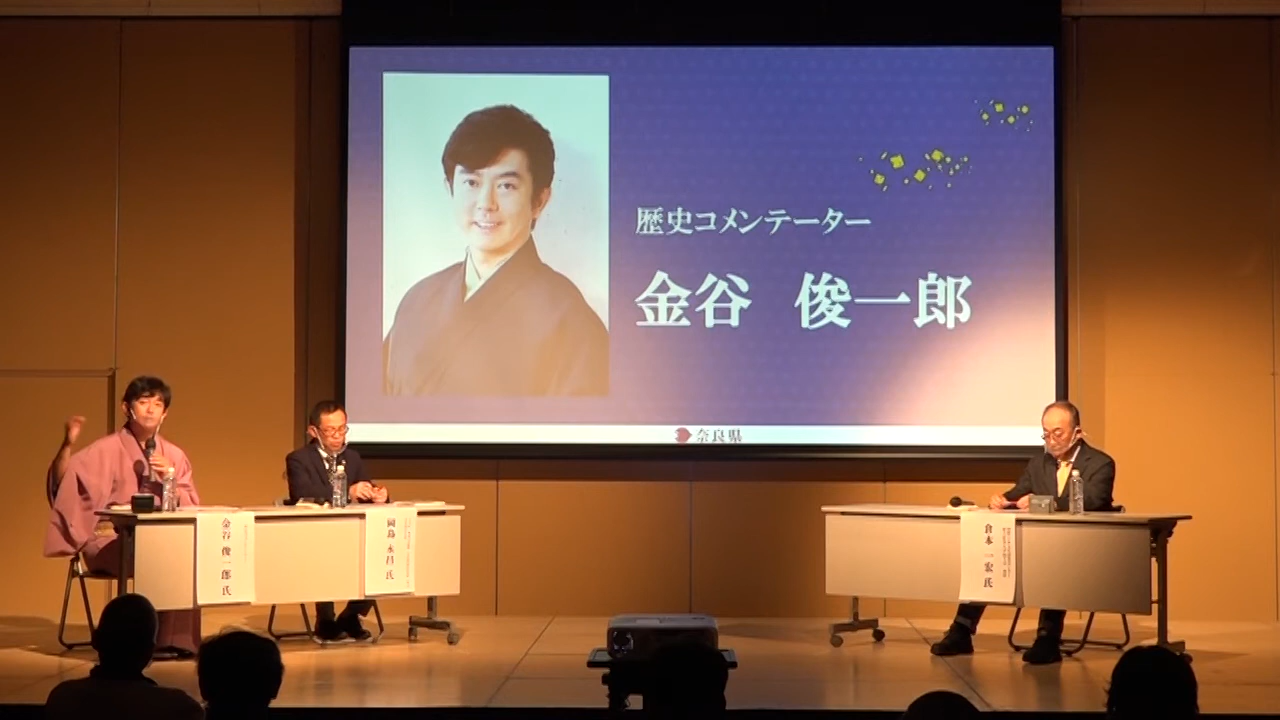 歴史コメンテーター
金谷 俊一郎
奈良県
金谷 俊一郎 氏
岡島 永昌 氏
倉本 一宏 氏